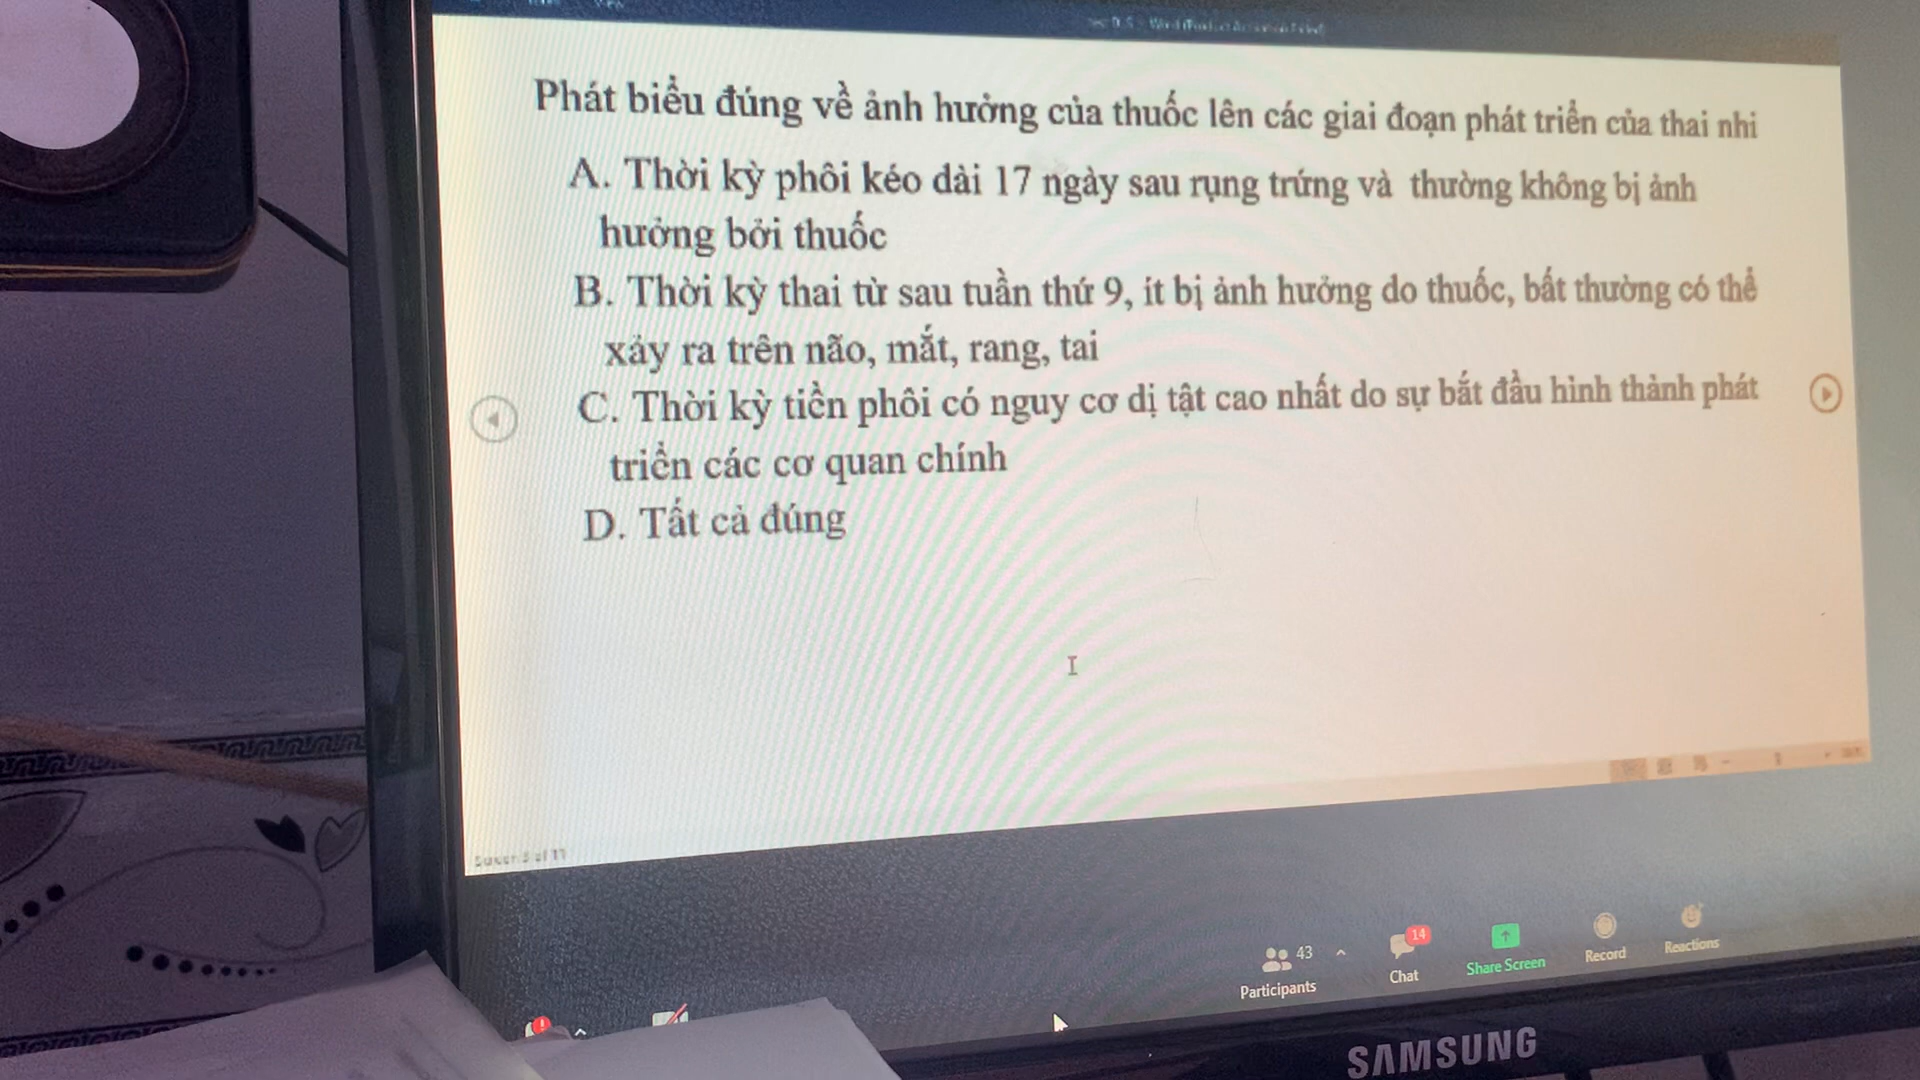 Phát biểu đúng về ảnh hưởng của thuốc lên các giai đoạn phát triển của thai nhi
A. Thời kỳ phôi kéo dài 17 ngày sau rụng trứng và thường không bị ảnh
hưởng bởi thuốc
B. Thời kỳ thai từ sau tuần thứ 9, ít bị ảnh hưởng do thuốc, bất thường có thể
xảy ra trên não, mắt, rang, tai
C. Thời kỳ tiền phôi có nguy cơ dị tật cao nhất do sự bắt đầu hình thành phát
triển các cơ quan chính
D. Tất cả đúng
43
14
Participants
Chat
Share Screen
Record
Reactions
SAMSUNG